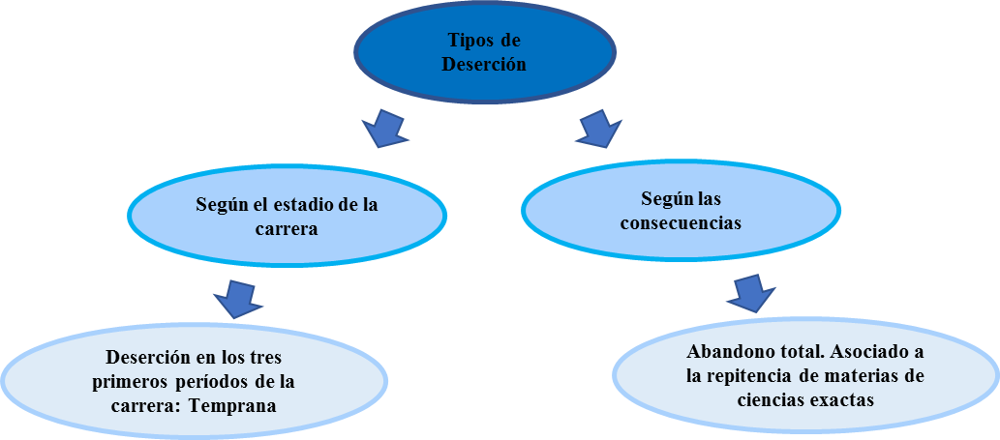 Tipos de
Deserción
Según el estadio de la
carrera
Según las
consecuencias
Deserción en los tres
primeros períodos de la
carrera: Temprana
Abandono total. Asociado a
la repitencia de materias de
ciencias exactas